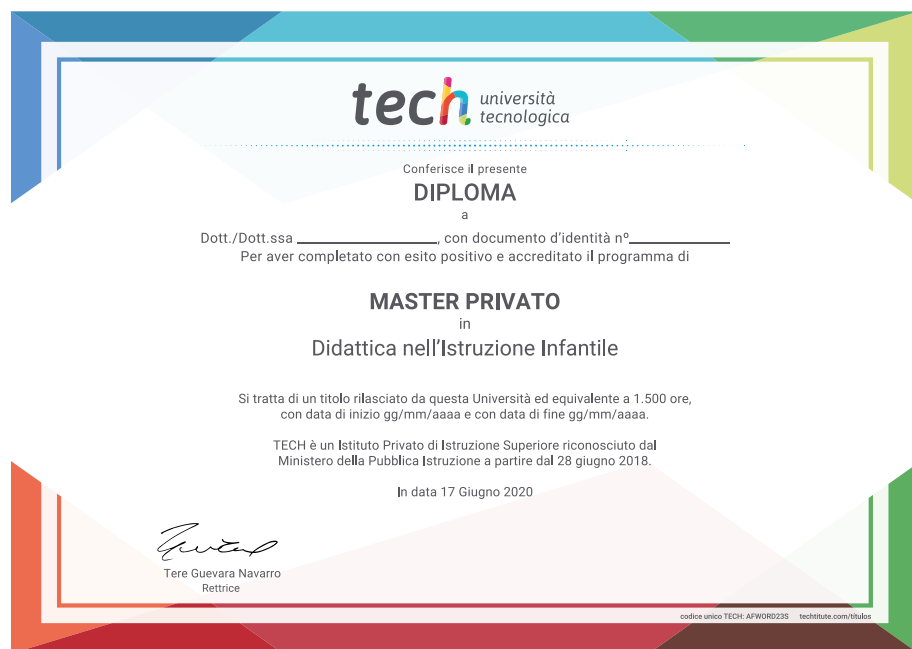 tech università
tecnologica
Conferisce il presente
DIPLOMA
a
Dott./Dott.ssa ____________________, con documento d'identità nº______________
Per aver completato con esito positivo e accreditato il programma di
MASTER PRIVATO
in
Didattica nell'Istruzione Infantile
Si tratta di un titolo rilasciato da questa Università ed equivalente a 1.500 ore,
con data di inizio gg/mm/aaaa e con data di fine gg/mm/aaaa.
TECH è un Istituto Privato di Istruzione Superiore riconosciuto dal
Ministero della Pubblica Istruzione a partire dal 28 giugno 2018.
In data 17 Giugno 2020
Tere Guevara Navarro
Rettrice
codice unico TECH: AFWORD23S techtitute.com/titulos